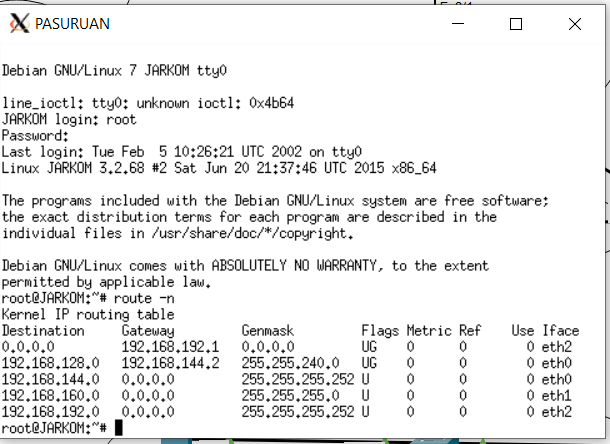 PASURUAN
Debian GNU/Linux 7 JARKOM tty0
line_ioctl: tty0: unknown ioctl: 0x4b64
JARKOM login: root
Password:
Last login: Tue Feb  5 10:26:21 UTC 2002 on tty0
Linux JARKOM 3.2.68 #2 Sat Jun 20 21:37:46 UTC 2015 x86_64
The programs included with the Debian GNU/Linux system are free software;
the exact distribution terms for each program are described in the
individual files in /usr/share/doc/*/copyright.
Debian GNU/Linux comes with ABSOLUTELY NO WARRANTY, to the extent
permitted by applicable law.
root@JARKOM:~# route -n
Kernel IP routing table
Destination     Gateway         Genmask         Flags Metric Ref    Use Iface
0.0.0.0         192.168.192.1   0.0.0.0         UG    0      0        0 eth2
192.168.128.0   192.168.144.2   255.255.240.0   UG    0      0        0 eth0
192.168.144.0   0.0.0.0         255.255.255.252 U     0      0        0 eth0
192.168.160.0   0.0.0.0         255.255.255.0   U     0      0        0 eth1
192.168.192.0   0.0.0.0         255.255.255.252 U     0      0        0 eth2
root@JARKOM:~#